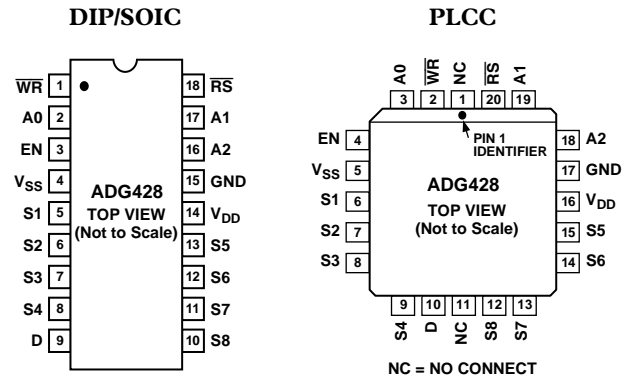 DIP/SOIC
WR 1
A0 2
EN 3
VSS 4
S1 5
S2 6
S3 7
S4 8
D 9
ADG428
TOP VIEW
(Not to Scale)
18 RS
17 A1
16 A2
15 GND
14 VDD
13 S5
12 S6
11 S7
10 S8
PLCC
A0 WR NC RS A1
3 2 1 20 19
EN 4
VSS 5
S1 6
S2 7
S3 8
PIN 1
IDENTIFIER
ADG428
TOP VIEW
(Not to Scale)
18 A2
17 GND
16 VDD
15 S5
14 S6
9 10 11 12 13
S4 D NC S8 S7
NC = NO CONNECT